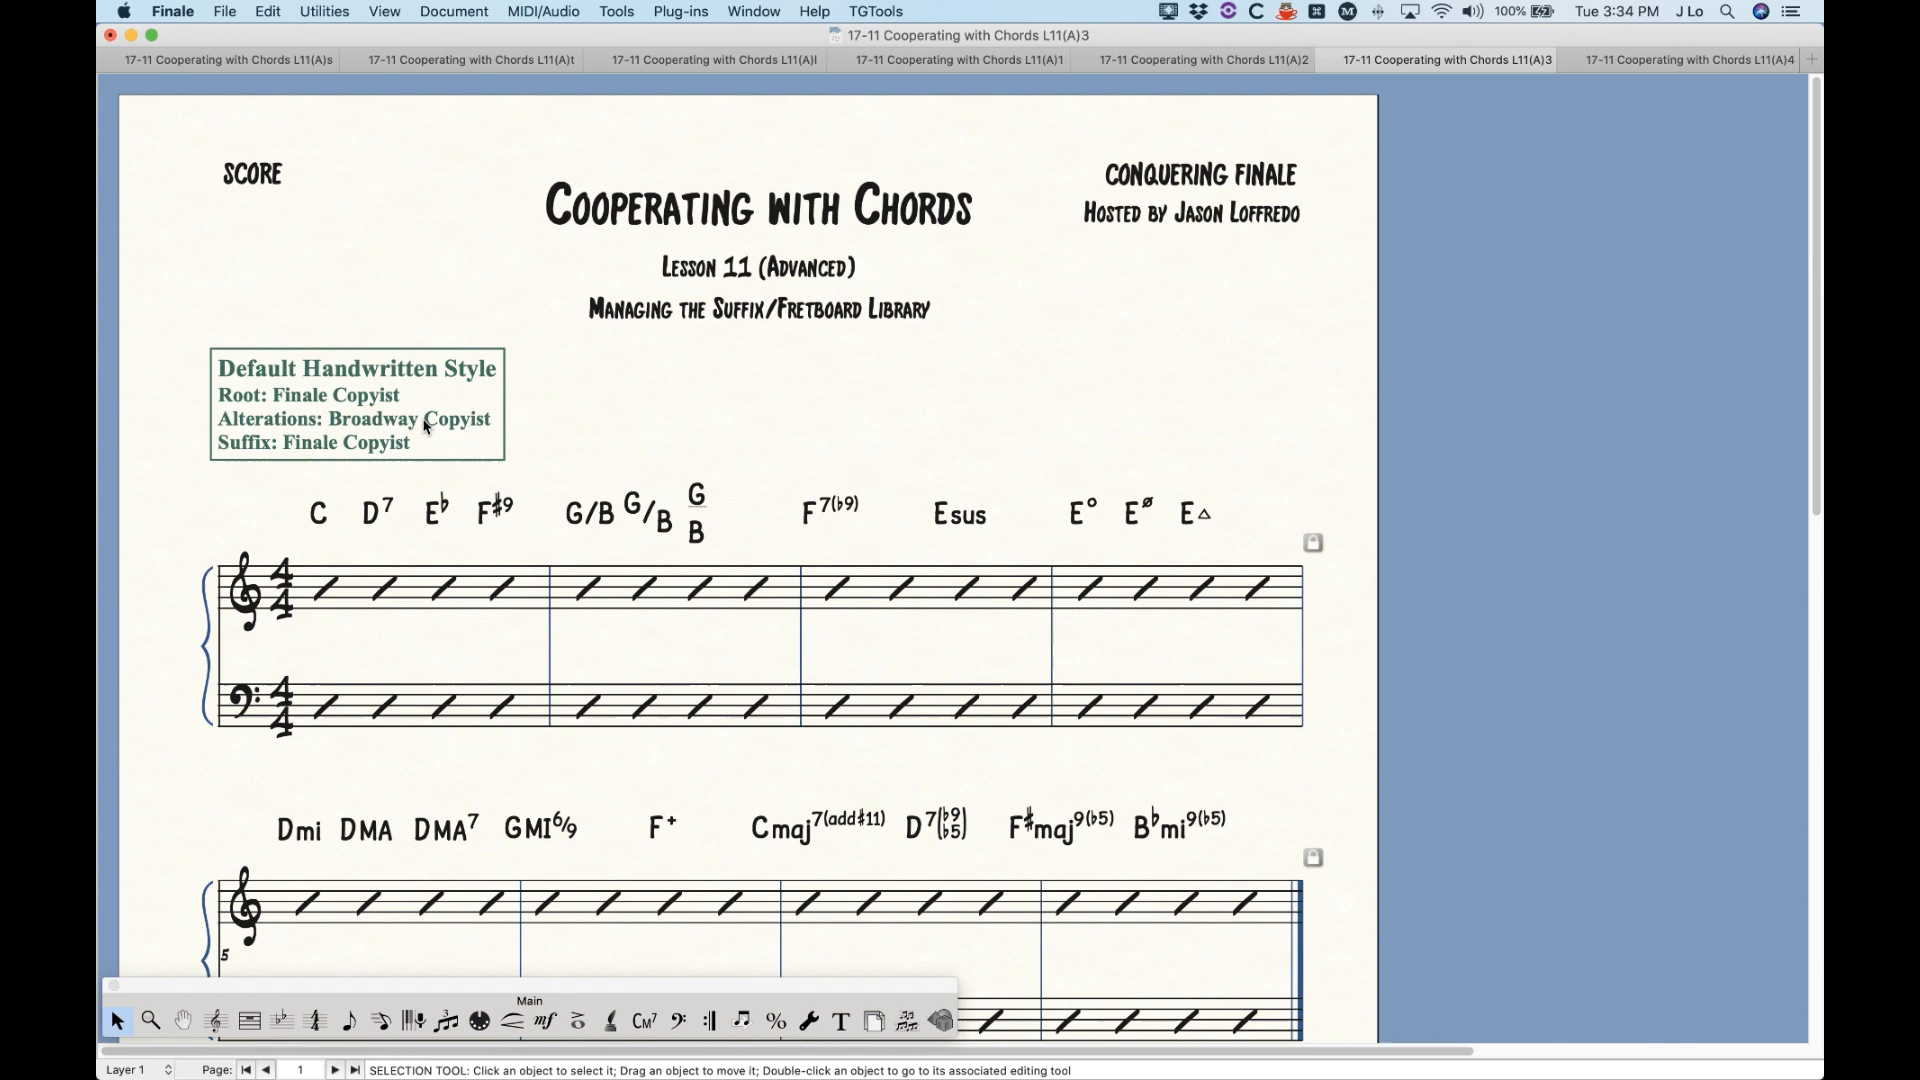 Finale File Edit Utilities View Document MIDI/Audio Tools Plug-ins Window Help TGTools 100% Tue 3:34 PM J Lo
17-11 Cooperating with Chords L11(A)3
17-11 Cooperating with Chords L11(A)s 17-11 Cooperating with Chords L11(A)t 17-11 Cooperating with Chords L11(A)l 17-11 Cooperating with Chords L11(A)1 17-11 Cooperating with Chords L11(A)2 17-11 Cooperating with Chords L11(A)3 17-11 Cooperating with Chords L11(A)4
SCORE
CONQUERING FINALE
Cooperating with Chords
Hosted by Jason Loffredo
Lesson 11 (Advanced)
Managing the Suffix/Fretboard Library
Default Handwritten Style
Root: Finale Copyist
Alterations: Broadway Copyist
Suffix: Finale Copyist
C D7 E♭ F♯9 G/B G/B G/B F7(♭9) Esus E° Eø E△
4/4
4/4
Dmi DMA DMA7 GMI6/9 F+ Cmaj7(add♯11) D7(♭9 ♭5) F♯maj9(♭5) B♭mi9(♭5)
5
Main
mf CM7 % T
Layer 1 Page: 1 SELECTION TOOL: Click an object to select it; Drag an object to move it; Double-click an object to go to its associated editing tool